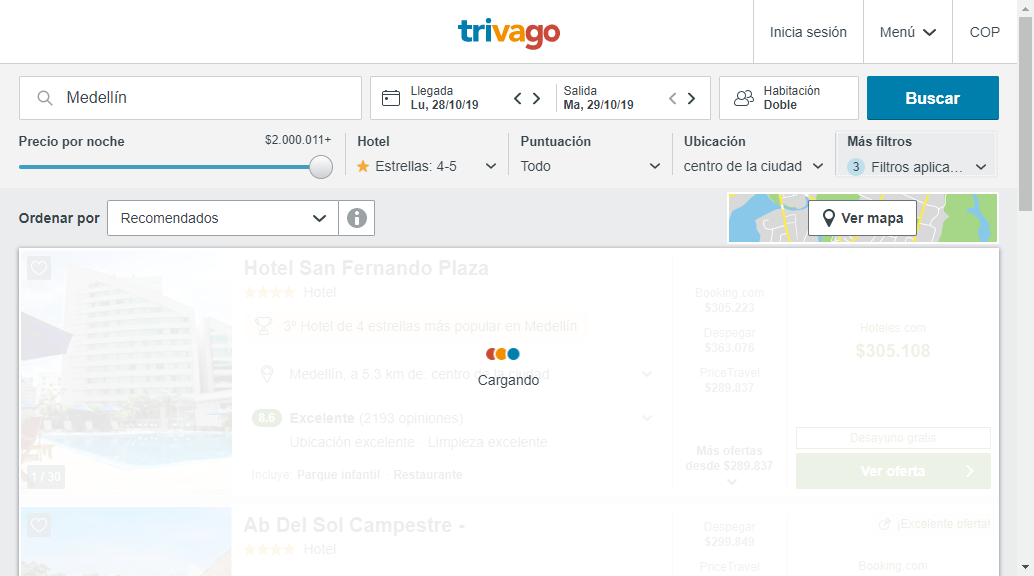 trivago
Inicia sesión
Menú
COP
Medellín
Llegada
Lu, 28/10/19
Salida
Ma, 29/10/19
Habitación
Doble
Buscar
Precio por noche
$2.000.011+
Hotel
Estrellas: 4-5
Puntuación
Todo
Ubicación
centro de la ciudad
Más filtros
3 Filtros aplica...
Ordenar por
Recomendados
Ver mapa
Hotel San Fernando Plaza
Hotel
3º Hotel de 4 estrellas más popular en Medellín
Medellín, a 5.3 km de: centro de la ciudad
Cargando
8.6 Excelente (2193 opiniones)
Ubicación excelente · Limpieza excelente
Incluye: Parque infantil · Restaurante
1 / 30
Booking.com
$305.223
Despegar
$363.076
PriceTravel
$289.837
Más ofertas
desde $289.837
Hoteles.com
$305.108
Desayuno gratis
Ver oferta
Ab Del Sol Campestre -
Hotel
Despegar
$299.849
PriceTravel
¡Excelente oferta!
Booking.com